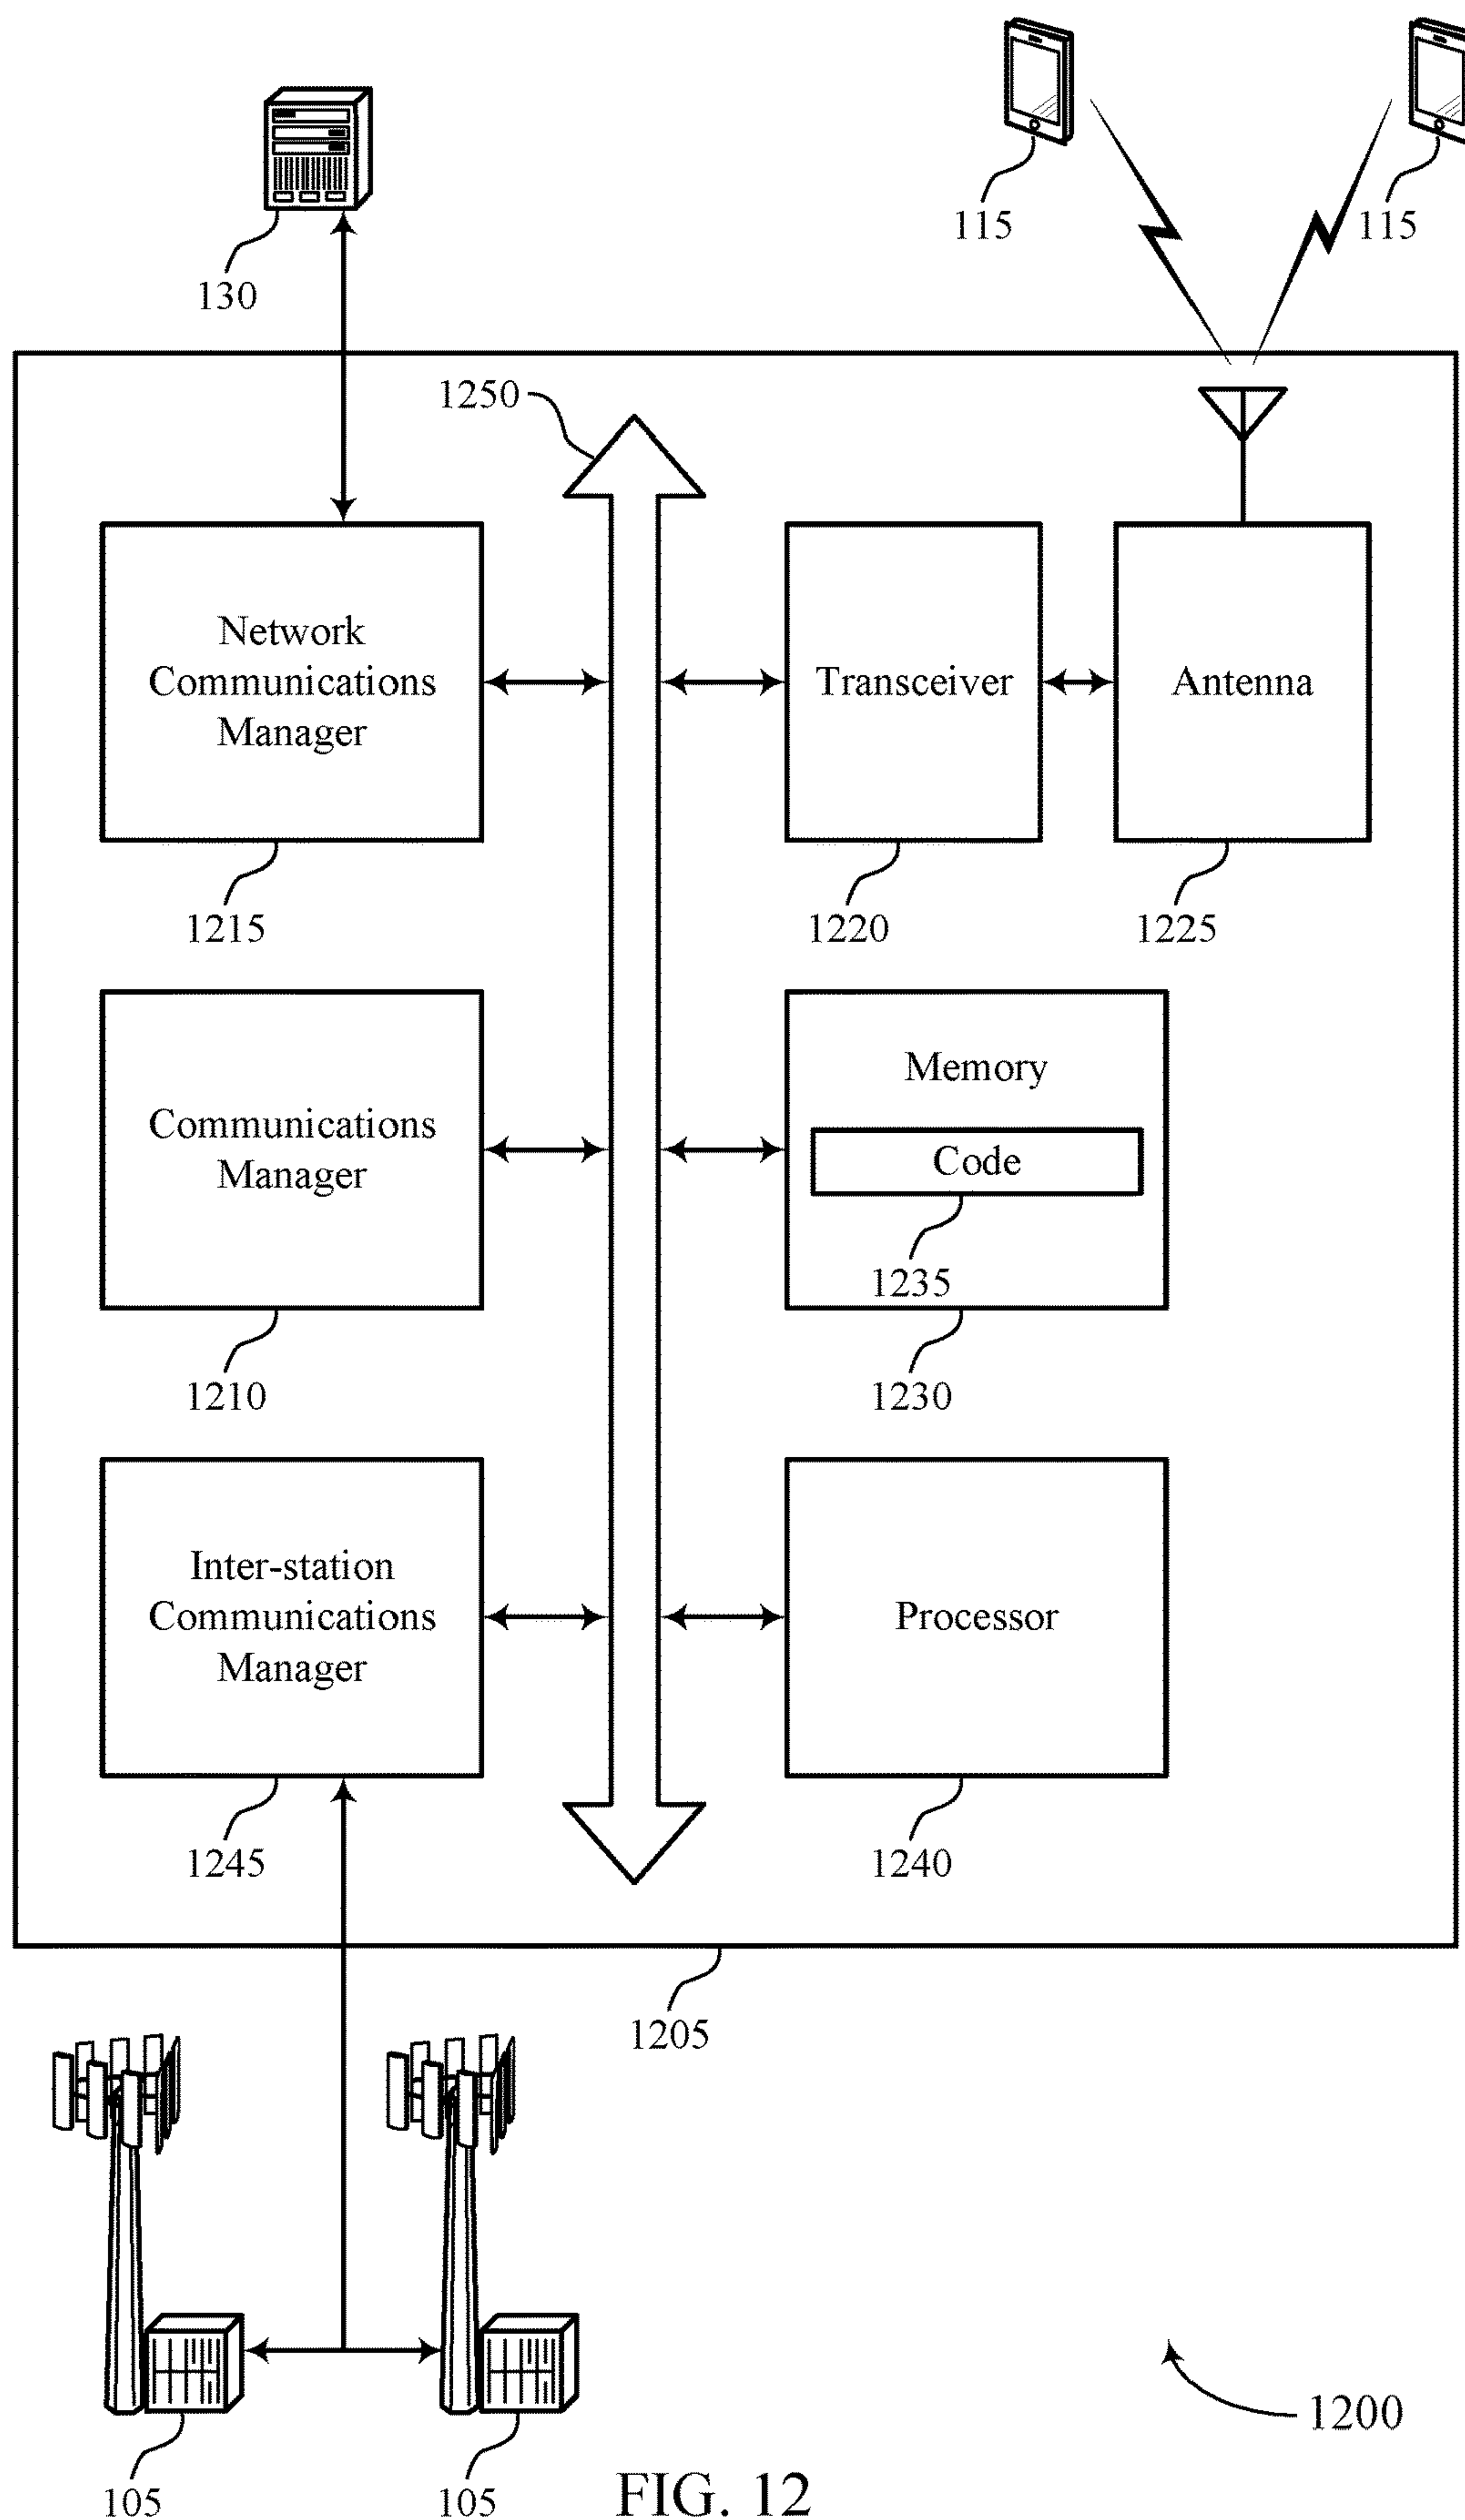 115
115
130
1250
Network
Communications
Manager
Transceiver
Antenna
1215
1220
1225
Communications
Manager
Memory
Code
1235
1210
1230
Inter-station
Communications
Manager
Processor
1245
1240
1205
1200
105
105
FIG. 12